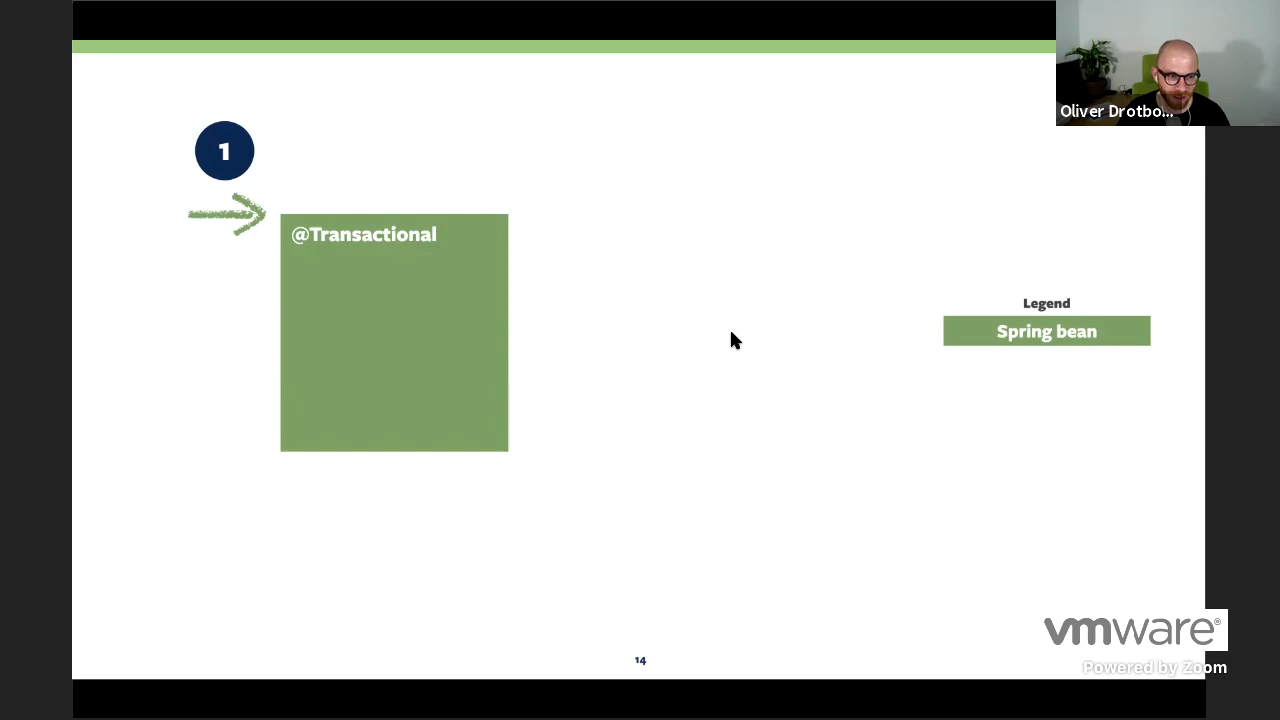 Oliver Drotbo...
1
@Transactional
Legend
Spring bean
vmware®
14
Powered by Zoom